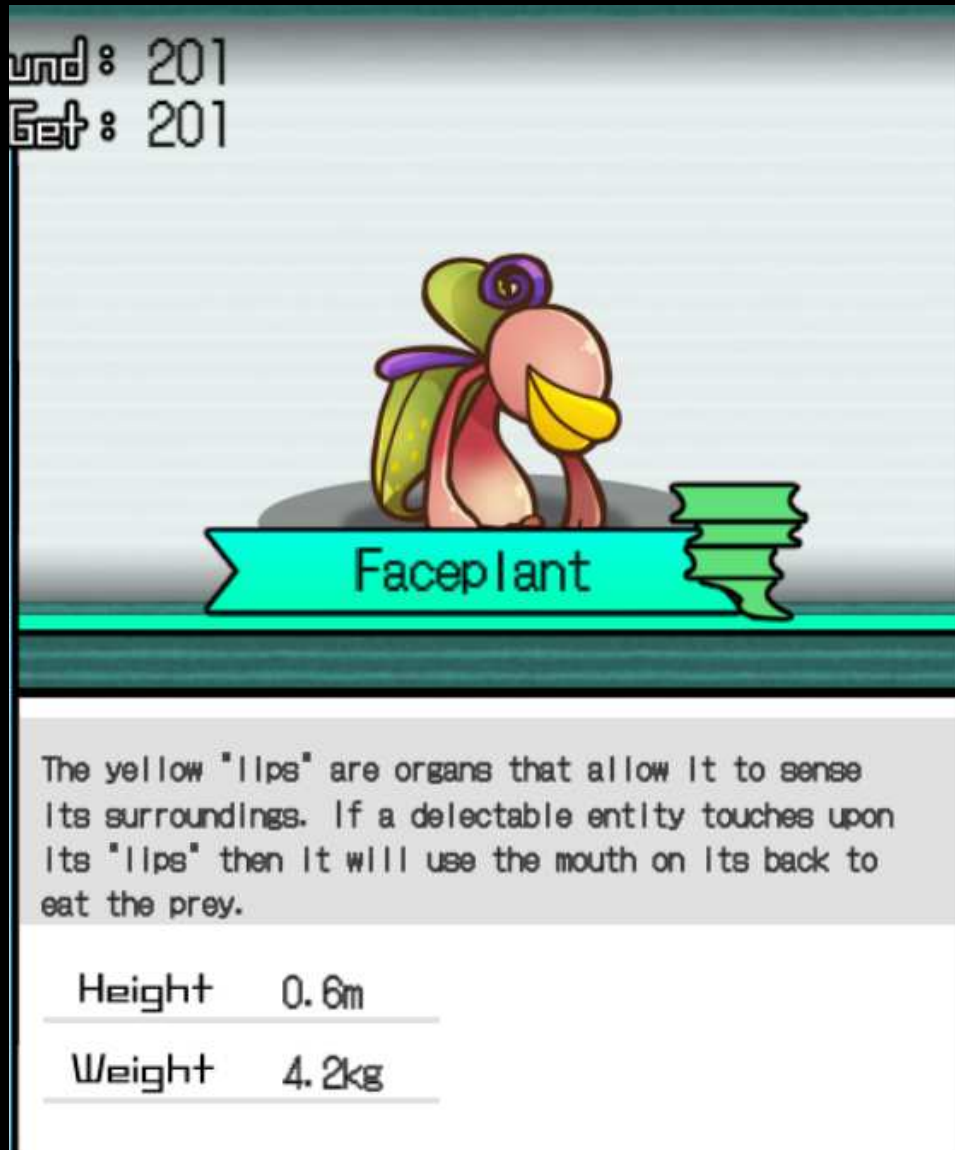 und: 201
Get: 201
Faceplant
The yellow "lips" are organs that allow it to sense
its surroundings. If a delectable entity touches upon
its "lips" then it will use the mouth on its back to
eat the prey.
Height 0.6m
Weight 4.2kg